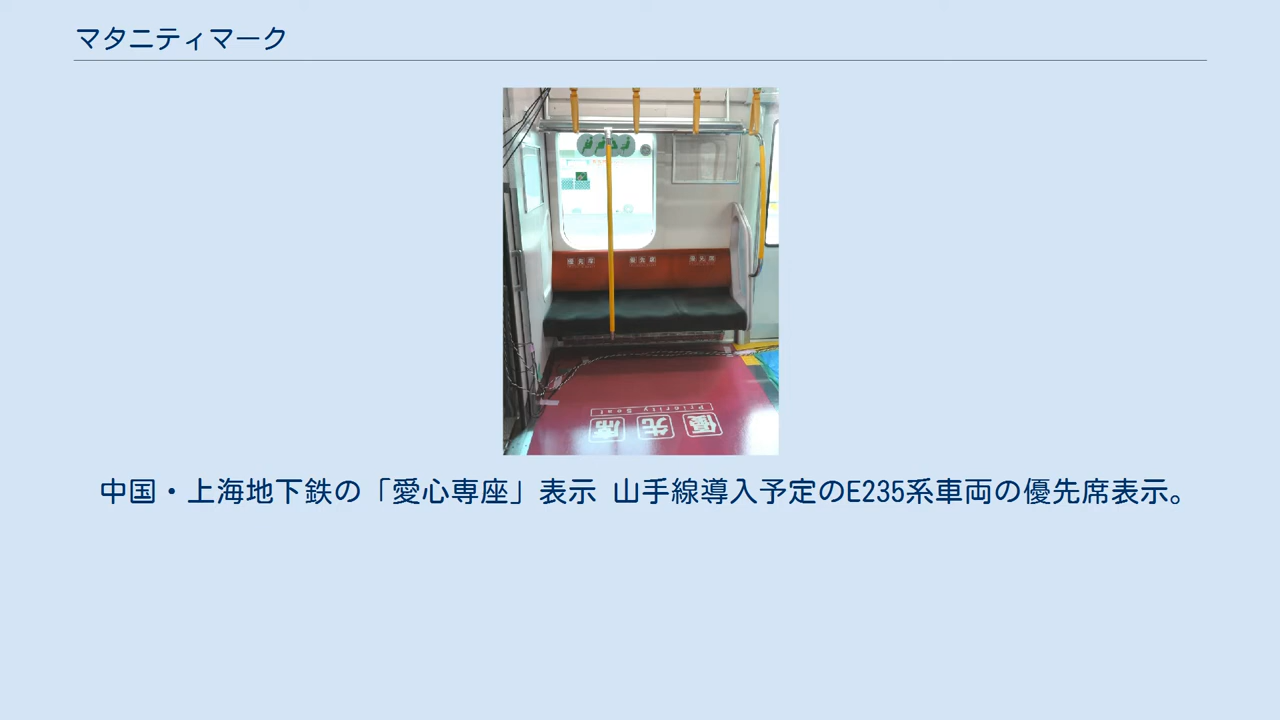 マタニティマーク
優先席 優先席 優先席
Priority Seat
優先席
中国・上海地下鉄の「愛心専座」表示 山手線導入予定のE235系車両の優先席表示。